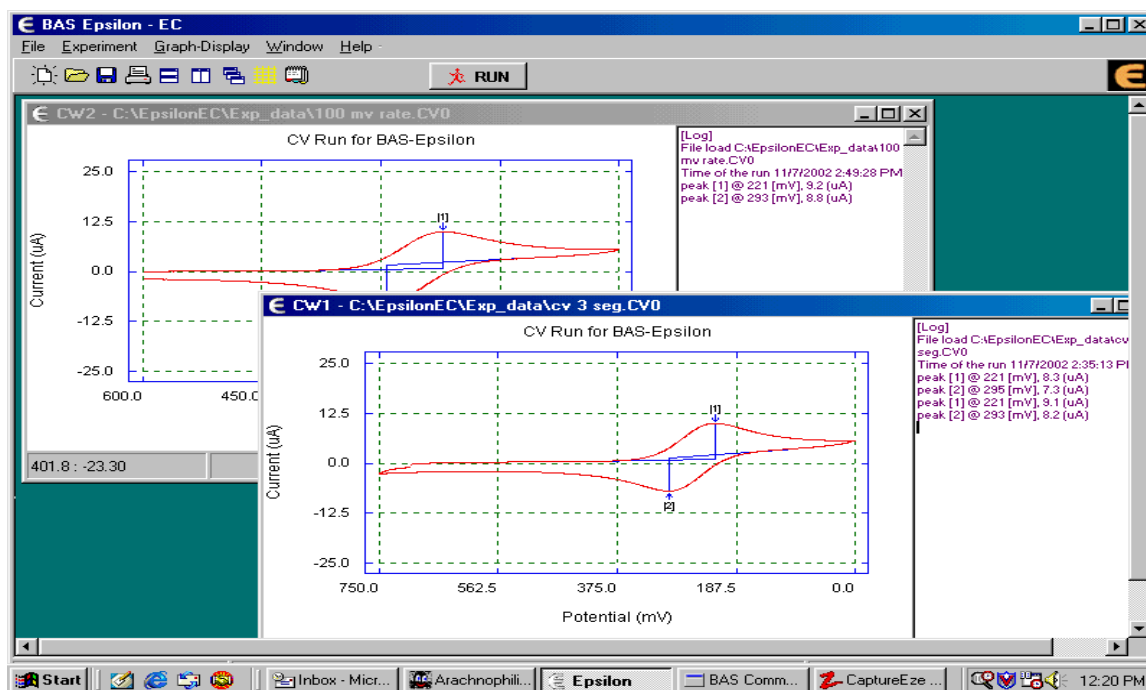 BAS Epsilon - EC
File Experiment Graph-Display Window Help
RUN
CW2 - C:\EpsilonEC\Exp_data\100 mv rate.CV0
CV Run for BAS-Epsilon
25.0
12.5
0.0
-12.5
-25.0
Current (uA)
600.0 450.0
[1]
401.8 : -23.30
[Log]
File load C:\EpsilonEC\Exp_data\100
mv rate.CV0
Time of the run 11/7/2002 2:49:28 PM
peak [1] @ 221 [mV], 9.2 (uA)
peak [2] @ 293 [mV], 8.8 (uA)
CW1 - C:\EpsilonEC\Exp_data\cv 3 seg.CV0
CV Run for BAS-Epsilon
25.0
12.5
0.0
-12.5
-25.0
Current (uA)
[1]
[2]
750.0 562.5 375.0 187.5 0.0
Potential (mV)
[Log]
File load C:\EpsilonEC\Exp_data\cv
seg.CV0
Time of the run 11/7/2002 2:35:13 PM
peak [1] @ 221 [mV], 8.3 (uA)
peak [2] @ 295 [mV], 7.3 (uA)
peak [1] @ 221 [mV], 9.1 (uA)
peak [2] @ 293 [mV], 8.2 (uA)
Start Inbox - Micr... Arachnophili... Epsilon BAS Comm... CaptureEze ... 12:20 PM